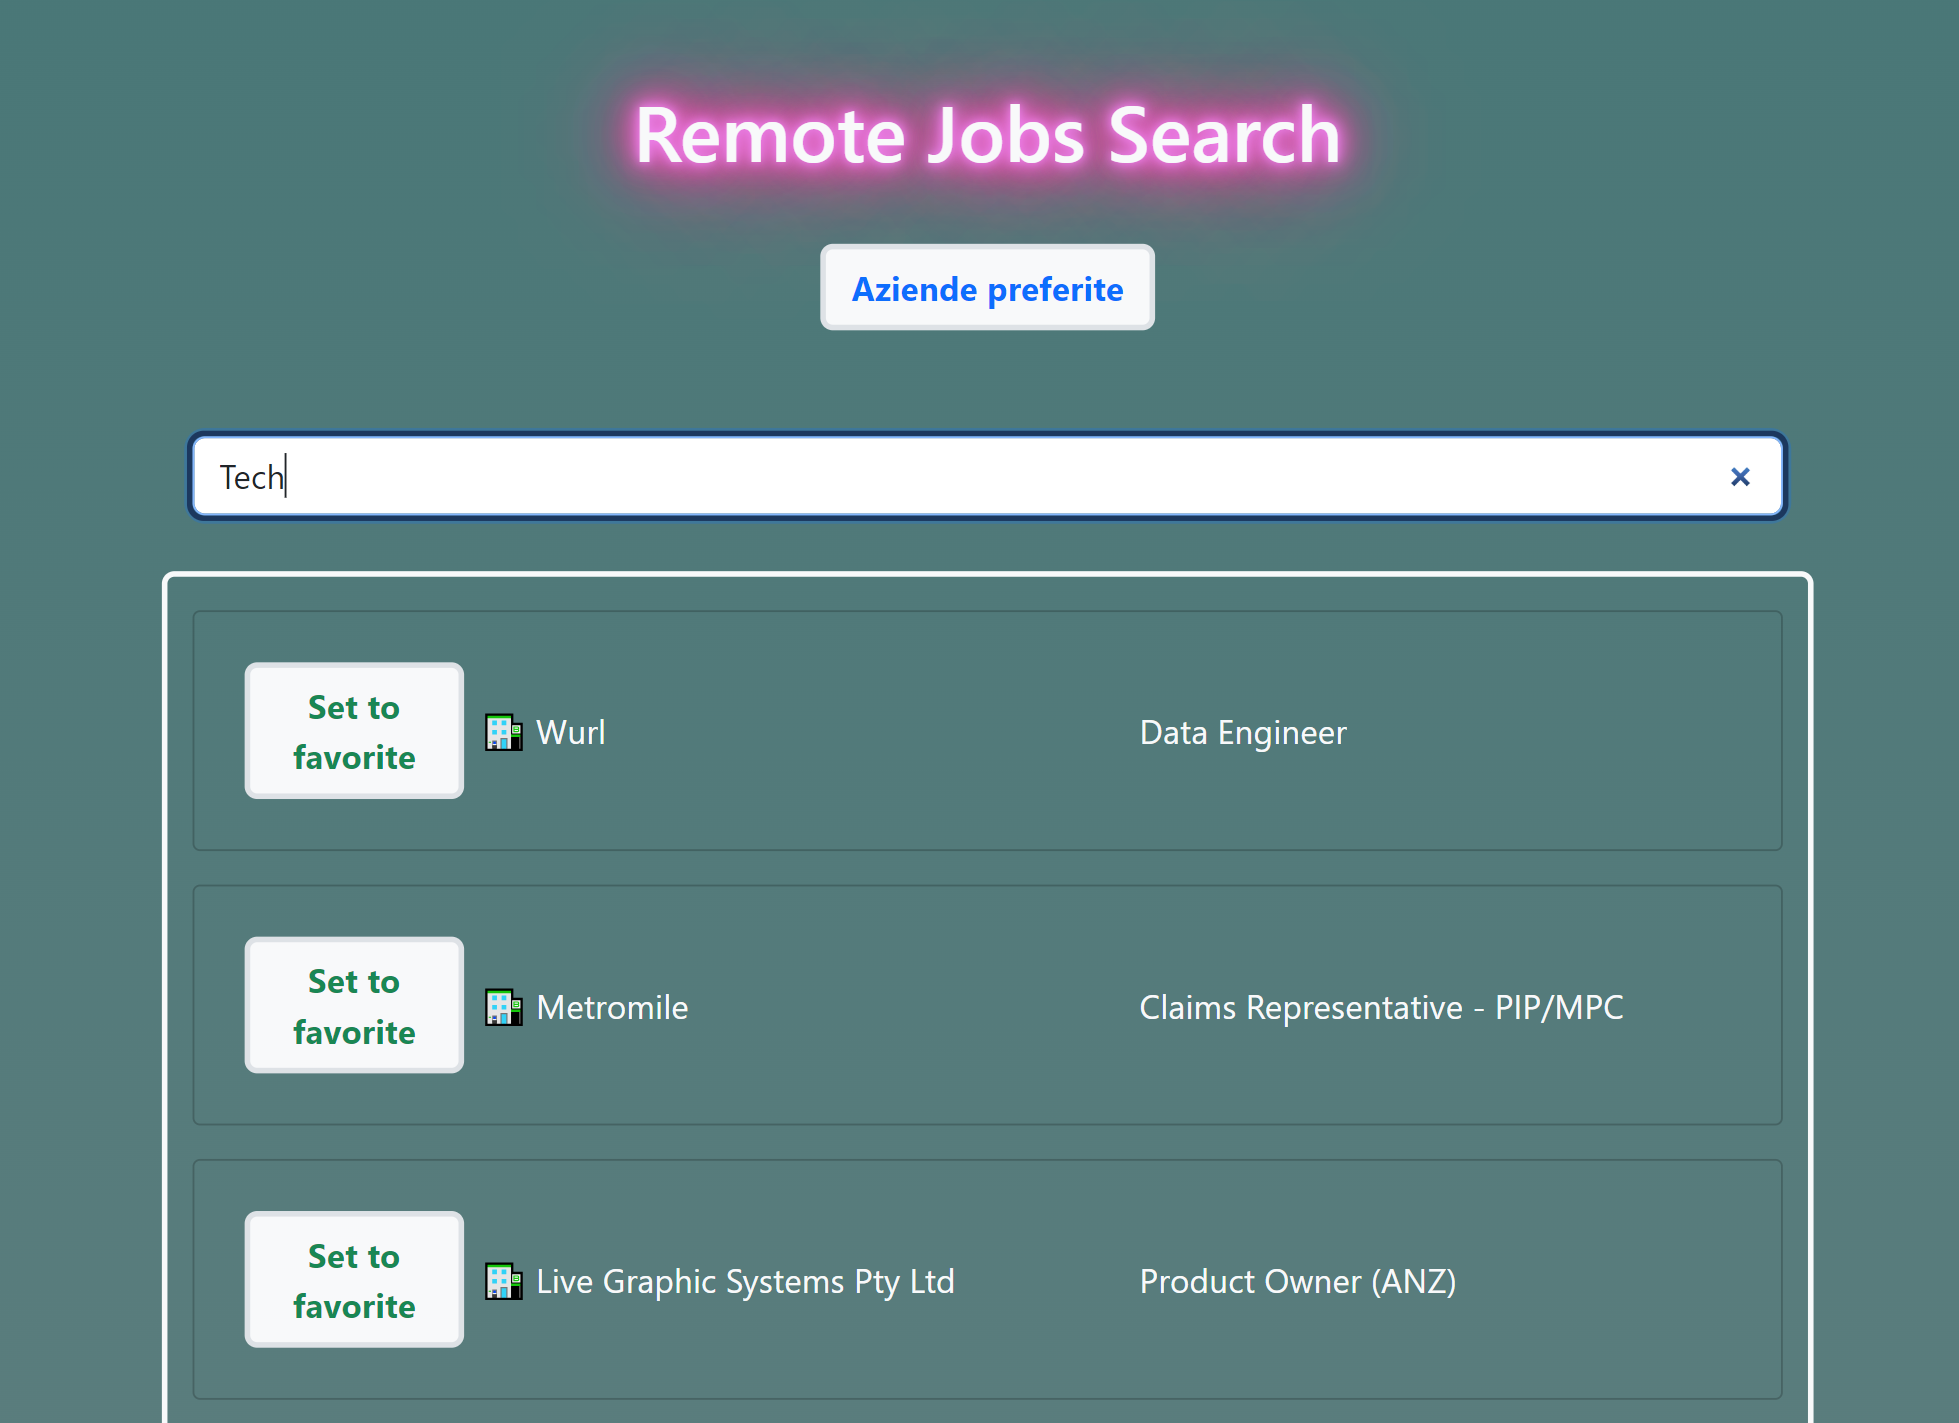 Remote Jobs Search
Aziende preferite
Tech
Set to
favorite
Wurl
Data Engineer
Set to
favorite
Metromile
Claims Representative - PIP/MPC
Set to
favorite
Live Graphic Systems Pty Ltd
Product Owner (ANZ)